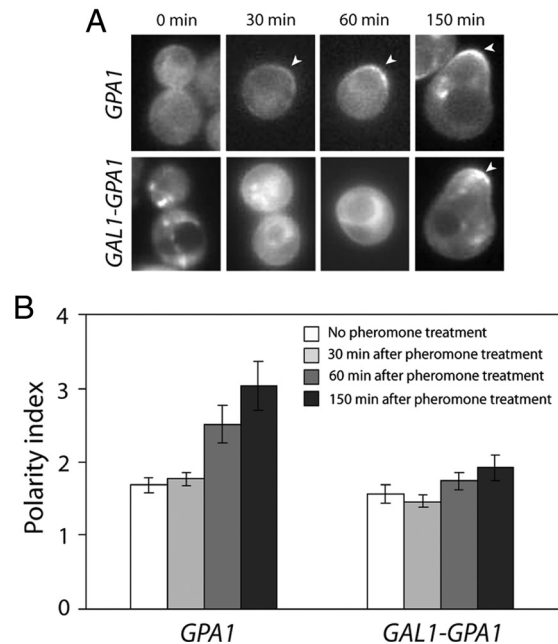 A
0 min 30 min 60 min 150 min
GPA1
GAL1-GPA1
B
Polarity index
4
3
2
1
0
No pheromone treatment
30 min after pheromone treatment
60 min after pheromone treatment
150 min after pheromone treatment
GPA1 GAL1-GPA1